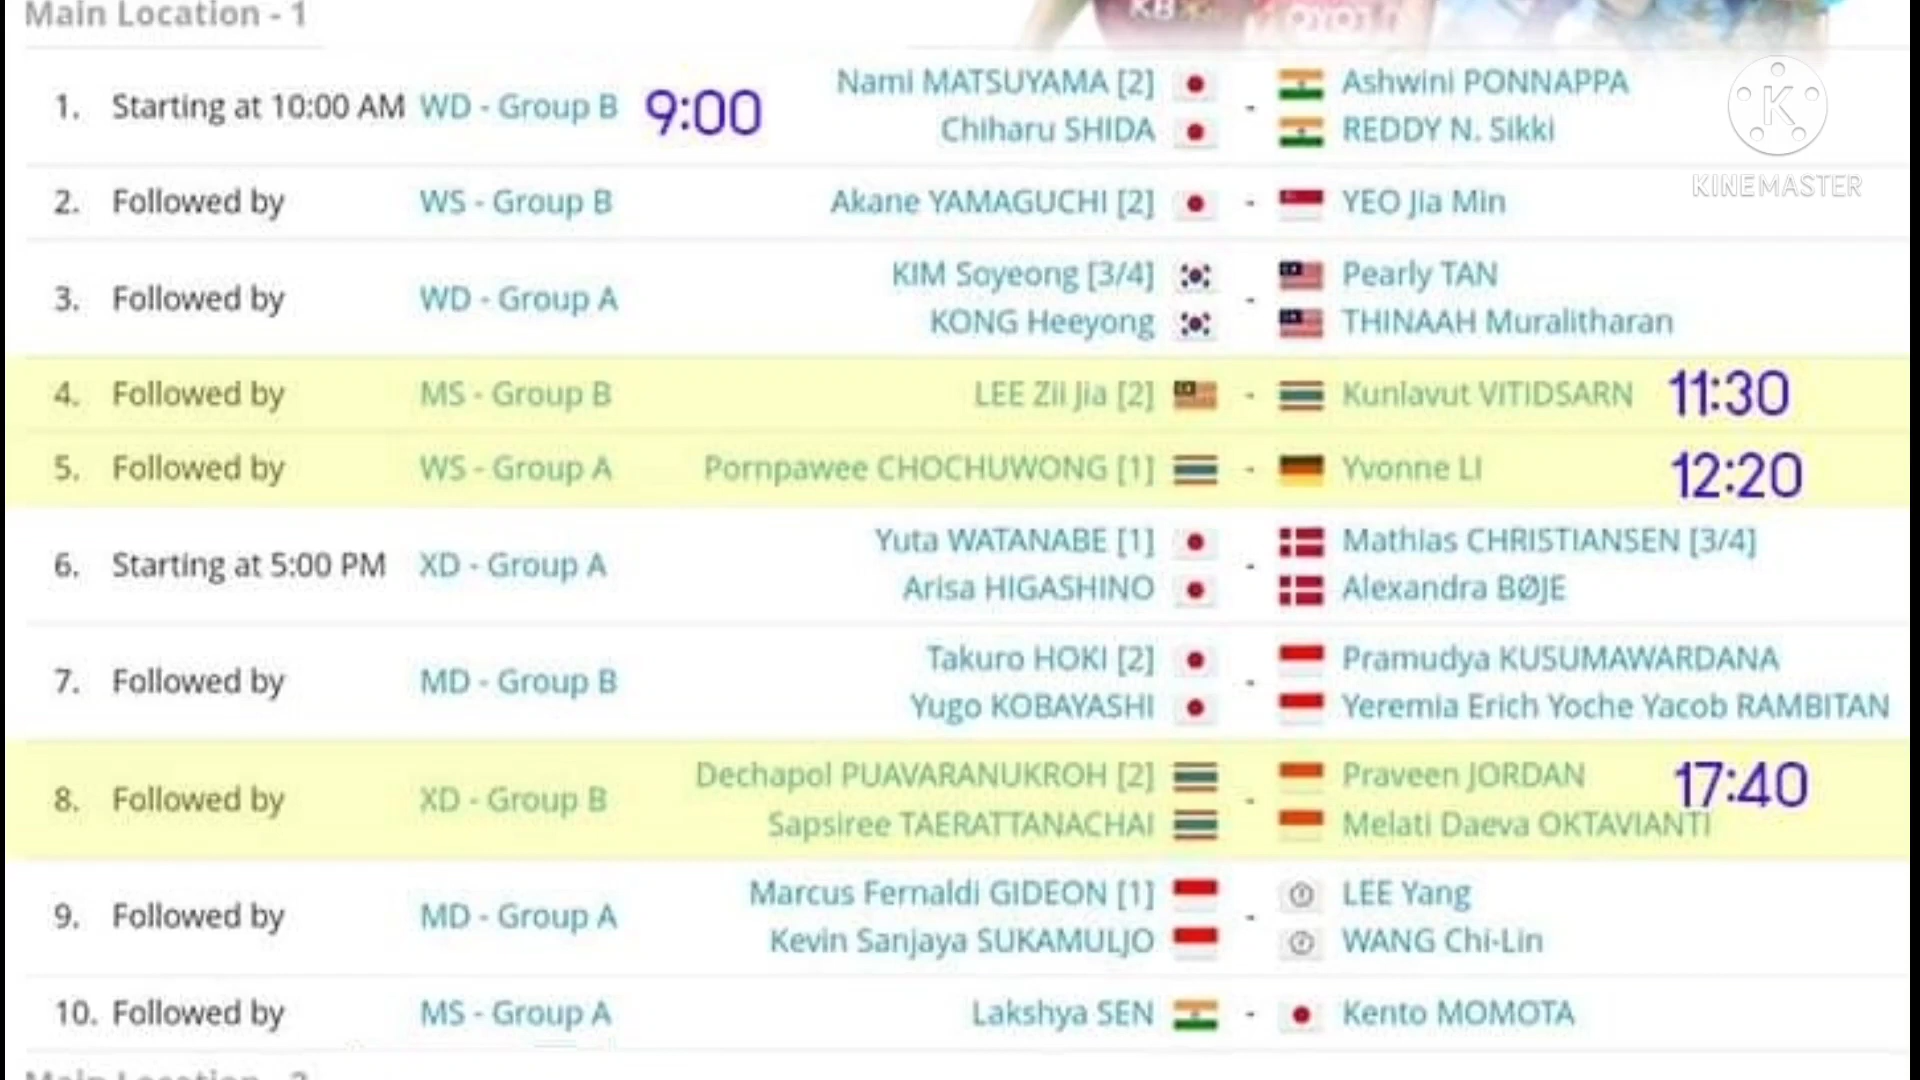 Main Location - 1
KB
1. Starting at 10:00 AM WD - Group B 9:00 Nami MATSUYAMA [2] - Ashwini PONNAPPA
Chiharu SHIDA REDDY N. Sikki
K
KINEMASTER
2. Followed by WS - Group B Akane YAMAGUCHI [2] - YEO Jia Min
3. Followed by WD - Group A KIM Soyeong [3/4] - Pearly TAN
KONG Heeyong THINAAH Muralitharan
4. Followed by MS - Group B LEE Zii Jia [2] - Kunlavut VITIDSARN 11:30
5. Followed by WS - Group A Pornpawee CHOCHUWONG [1] - Yvonne LI 12:20
6. Starting at 5:00 PM XD - Group A Yuta WATANABE [1] - Mathias CHRISTIANSEN [3/4]
Arisa HIGASHINO Alexandra BØJE
7. Followed by MD - Group B Takuro HOKI [2] - Pramudya KUSUMAWARDANA
Yugo KOBAYASHI Yeremia Erich Yoche Yacob RAMBITAN
8. Followed by XD - Group B Dechapol PUAVARANUKROH [2] - Praveen JORDAN 17:40
Sapsiree TAERATTANACHAI Melati Daeva OKTAVIANTI
9. Followed by MD - Group A Marcus Fernaldi GIDEON [1] - LEE Yang
Kevin Sanjaya SUKAMULJO WANG Chi-Lin
10. Followed by MS - Group A Lakshya SEN - Kento MOMOTA
Main Location - 2